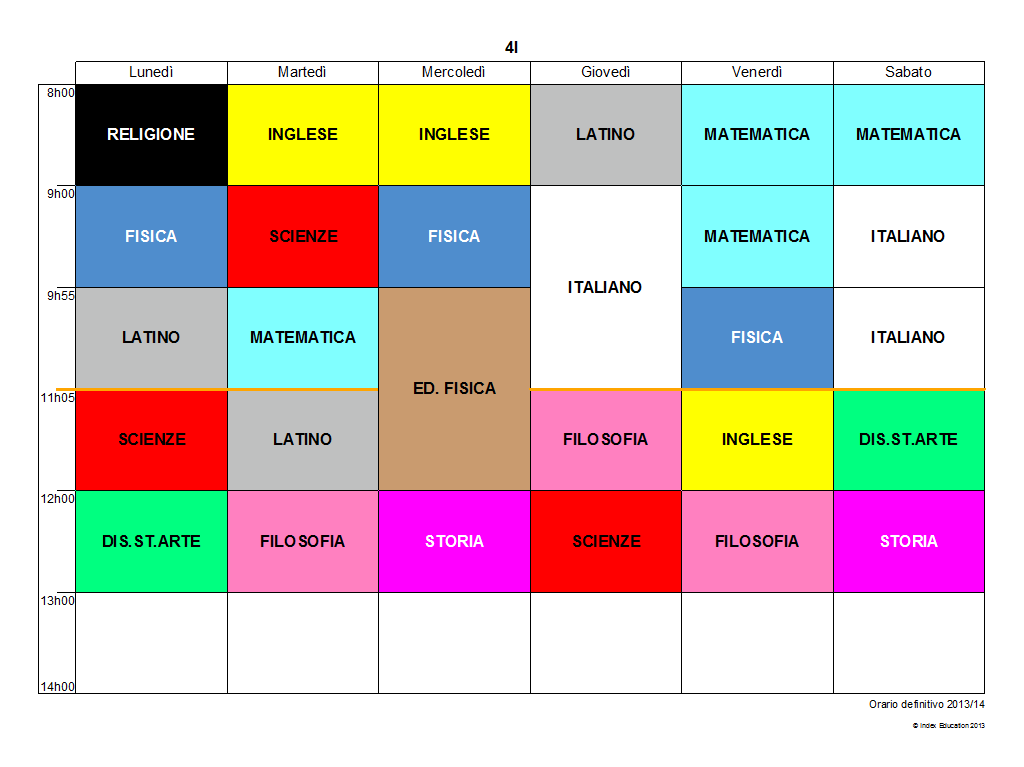 4I
Lunedì Martedì Mercoledì Giovedì Venerdì Sabato
8h00
RELIGIONE INGLESE INGLESE LATINO MATEMATICA MATEMATICA
9h00
FISICA SCIENZE FISICA MATEMATICA ITALIANO
ITALIANO
9h55
LATINO MATEMATICA FISICA ITALIANO
ED. FISICA
11h05
SCIENZE LATINO FILOSOFIA INGLESE DIS.ST.ARTE
12h00
DIS.ST.ARTE FILOSOFIA STORIA SCIENZE FILOSOFIA STORIA
13h00
14h00
Orario definitivo 2013/14
© Index Education 2013